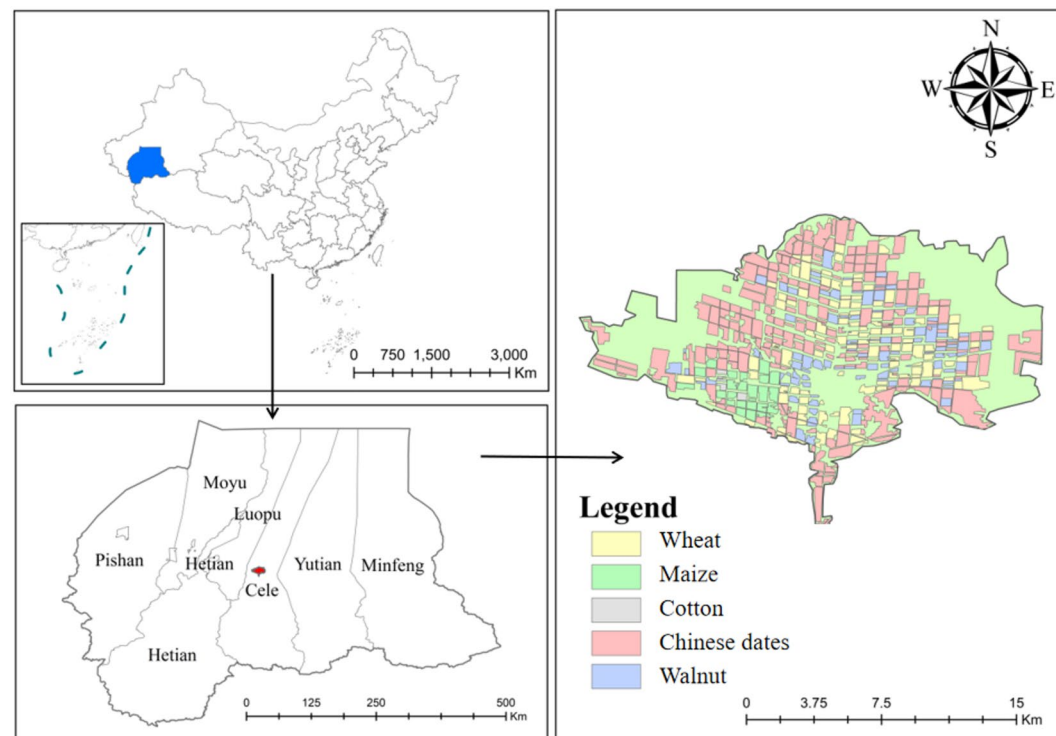 0 750 1,500 3,000
Km
Moyu
Luopu
Pishan
Hetian
Yutian
Minfeng
Cele
Hetian
0 125 250 500
Km
N
W E
S
Legend
Wheat
Maize
Cotton
Chinese dates
Walnut
0 3.75 7.5 15
Km